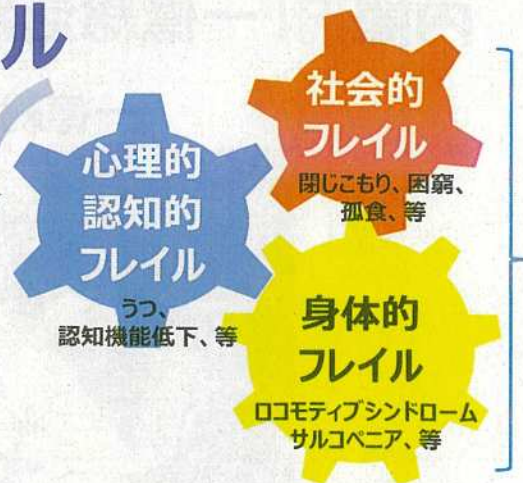 ル
心理的
認知的
フレイル
うつ、
認知機能低下、等
社会的
フレイル
閉じこもり、困窮、
孤食、等
身体的
フレイル
ロコモティブシンドローム
サルコペニア、等